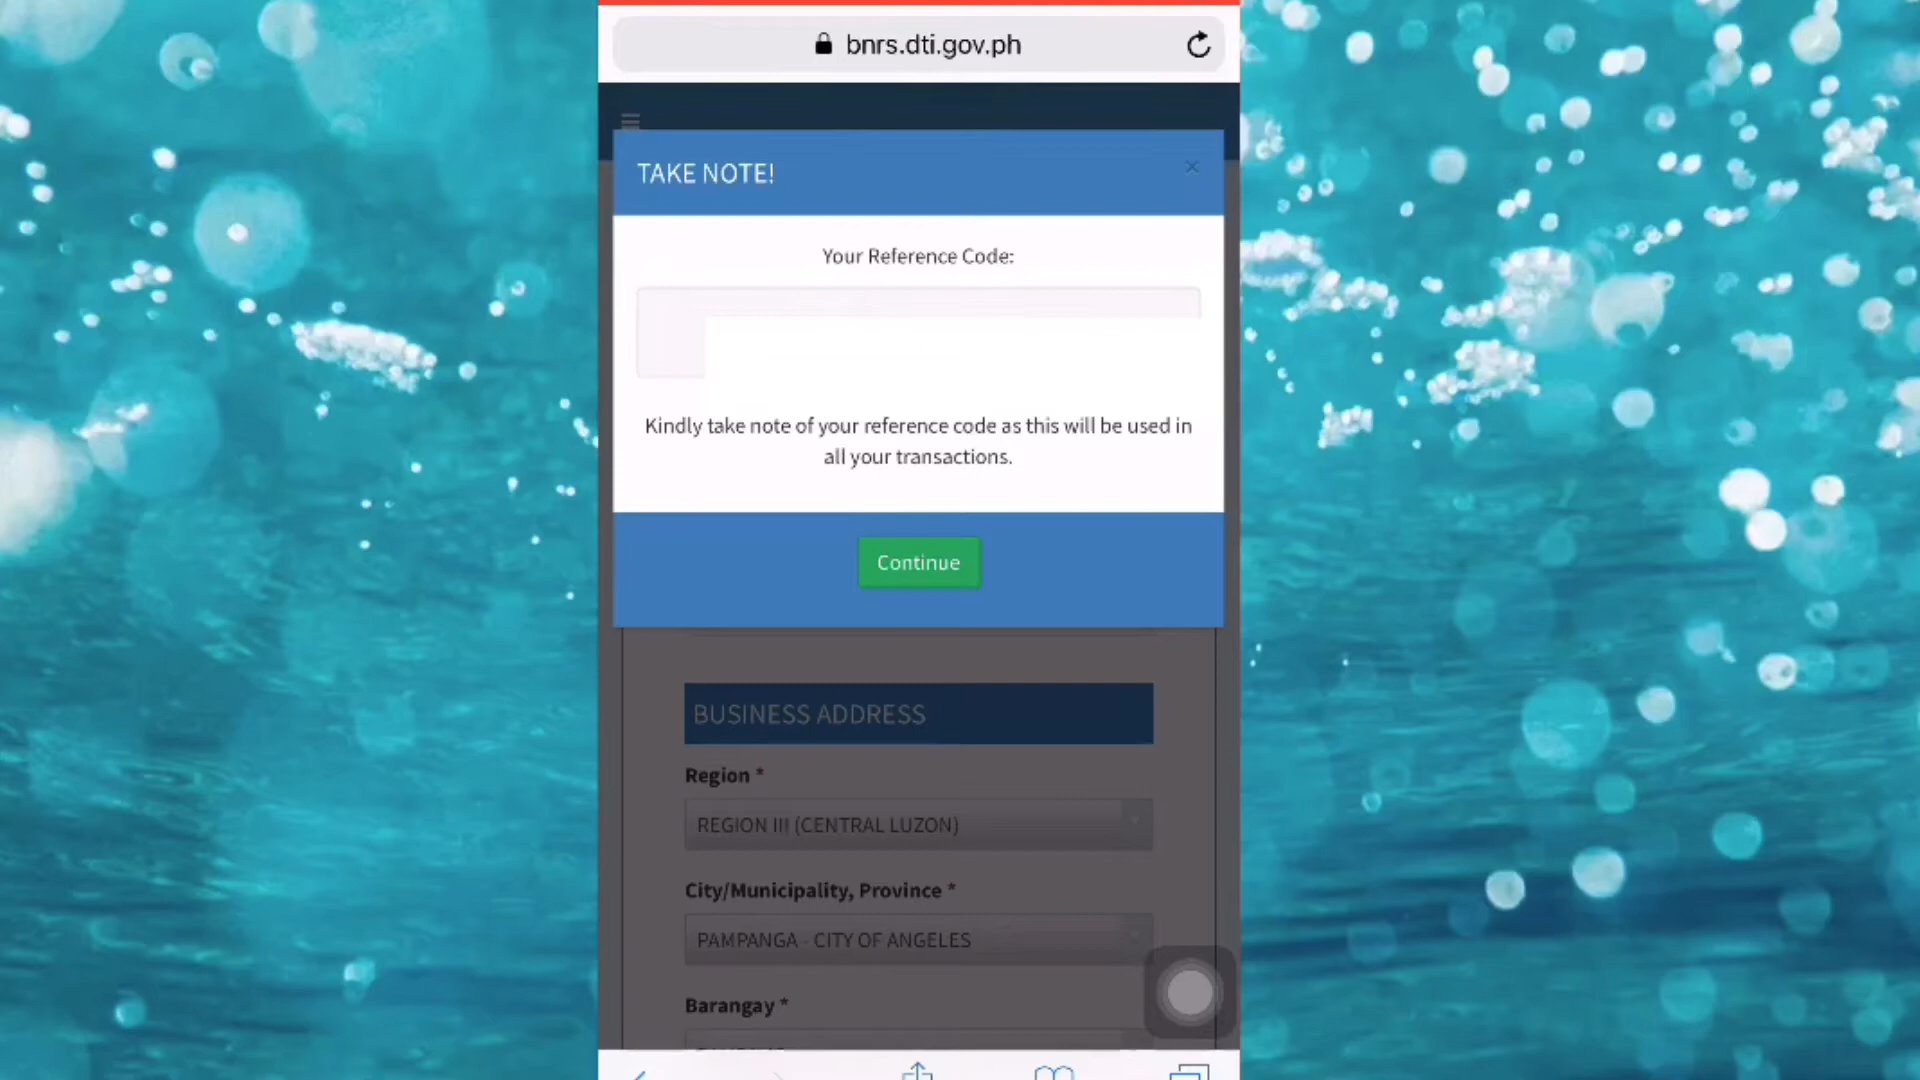 bnrs.dti.gov.ph
TAKE NOTE!
Your Reference Code:
Kindly take note of your reference code as this will be used in
all your transactions.
Continue
BUSINESS ADDRESS
Region *
REGION III (CENTRAL LUZON)
City/Municipality, Province *
PAMPANGA - CITY OF ANGELES
Barangay *